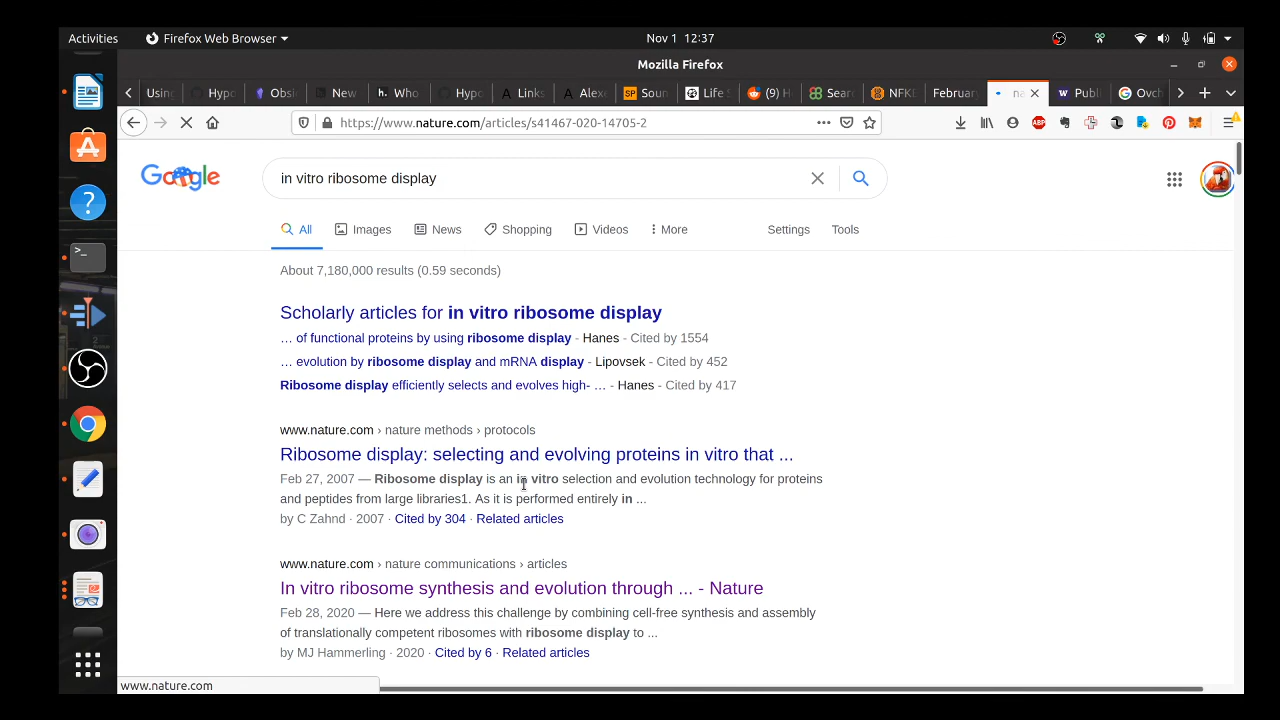 Activities Firefox Web Browser Nov 1 12:37
Mozilla Firefox
Using Hypo Obsi New h. Who Hypo Links Alexe SP Soun Life S (9) H Sear NFKI Februar na Publ Ovch
https://www.nature.com/articles/s41467-020-14705-2
Google in vitro ribosome display
All Images News Shopping Videos More Settings Tools
About 7,180,000 results (0.59 seconds)
Scholarly articles for in vitro ribosome display
... of functional proteins by using ribosome display - Hanes - Cited by 1554
... evolution by ribosome display and mRNA display - Lipovsek - Cited by 452
Ribosome display efficiently selects and evolves high- ... - Hanes - Cited by 417
www.nature.com › nature methods › protocols
Ribosome display: selecting and evolving proteins in vitro that ...
Feb 27, 2007 — Ribosome display is an in vitro selection and evolution technology for proteins
and peptides from large libraries1. As it is performed entirely in ...
by C Zahnd · 2007 · Cited by 304 · Related articles
www.nature.com › nature communications › articles
In vitro ribosome synthesis and evolution through ... - Nature
Feb 28, 2020 — Here we address this challenge by combining cell-free synthesis and assembly
of translationally competent ribosomes with ribosome display to ...
by MJ Hammerling · 2020 · Cited by 6 · Related articles
www.nature.com